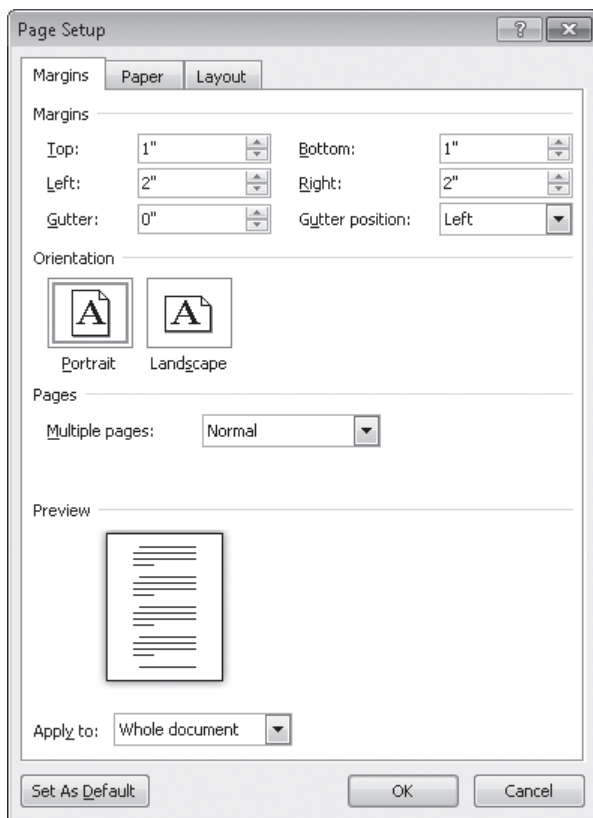 Page Setup
Margins Paper Layout
Margins
Top: 1" Bottom: 1"
Left: 2" Right: 2"
Gutter: 0" Gutter position: Left
Orientation
A A
Portrait Landscape
Pages
Multiple pages: Normal
Preview
Apply to: Whole document
Set As Default OK Cancel